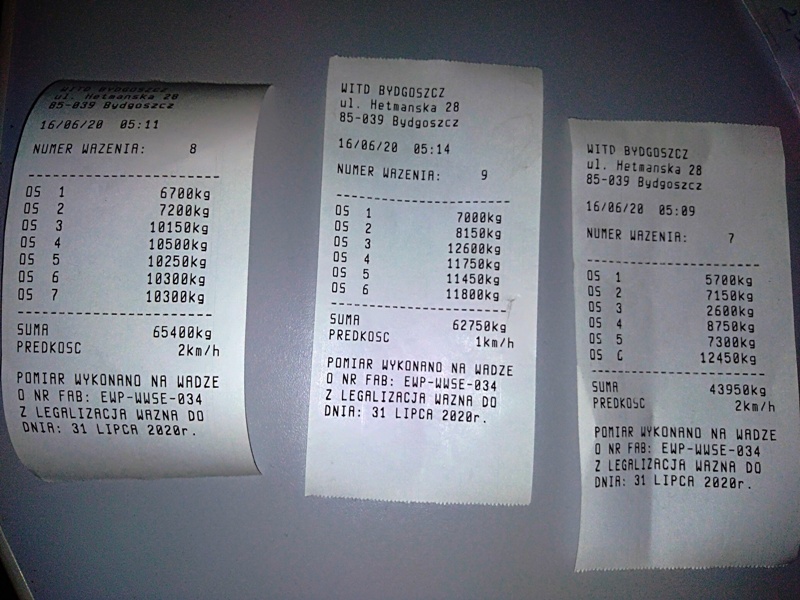 WITD BYDGOSZCZ
ul. Hetmanska 28
85-039 Bydgoszcz
16/06/20 05:11
NUMER WAZENIA: 8
OS 1 6700kg
OS 2 7200kg
OS 3 10150kg
OS 4 10500kg
OS 5 10250kg
OS 6 10300kg
OS 7 10300kg
SUMA 65400kg
PREDKOSC 2km/h
POMIAR WYKONANO NA WADZE
O NR FAB: EWP-WWSE-034
Z LEGALIZACJA WAZNA DO
DNIA: 31 LIPCA 2020r.
WITD BYDGOSZCZ
ul. Hetmanska 28
85-039 Bydgoszcz
16/06/20 05:14
NUMER WAZENIA: 9
OS 1 7000kg
OS 2 8150kg
OS 3 12600kg
OS 4 11750kg
OS 5 11450kg
OS 6 11800kg
SUMA 62750kg
PREDKOSC 1km/h
POMIAR WYKONANO NA WADZE
O NR FAB: EWP-WWSE-034
Z LEGALIZACJA WAZNA DO
DNIA: 31 LIPCA 2020r.
WITD BYDGOSZCZ
ul. Hetmanska 28
85-039 Bydgoszcz
16/06/20 05:09
NUMER WAZENIA: 7
OS 1 5700kg
OS 2 7150kg
OS 3 2600kg
OS 4 8750kg
OS 5 7300kg
OS 6 12450kg
SUMA 43950kg
PREDKOSC 2km/h
POMIAR WYKONANO NA WADZE
O NR FAB: EWP-WWSE-034
Z LEGALIZACJA WAZNA DO
DNIA: 31 LIPCA 2020r.